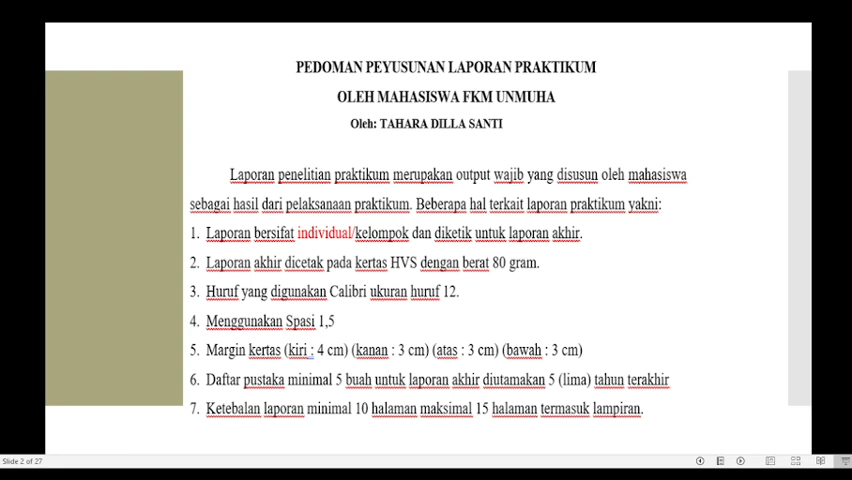 PEDOMAN PEYUSUNAN LAPORAN PRAKTIKUM
OLEH MAHASISWA FKM UNMUHA
Oleh: TAHARA DILLA SANTI
Laporan penelitian praktikum merupakan output wajib yang disusun oleh mahasiswa
sebagai hasil dari pelaksanaan praktikum. Beberapa hal terkait laporan praktikum yakni:
1. Laporan bersifat individual/kelompok dan diketik untuk laporan akhir.
2. Laporan akhir dicetak pada kertas HVS dengan berat 80 gram.
3. Huruf yang digunakan Calibri ukuran huruf 12.
4. Menggunakan Spasi 1,5
5. Margin kertas (kiri : 4 cm) (kanan : 3 cm) (atas : 3 cm) (bawah : 3 cm)
6. Daftar pustaka minimal 5 buah untuk laporan akhir diutamakan 5 (lima) tahun terakhir
7. Ketebalan laporan minimal 10 halaman maksimal 15 halaman termasuk lampiran.
Slide 2 of 27